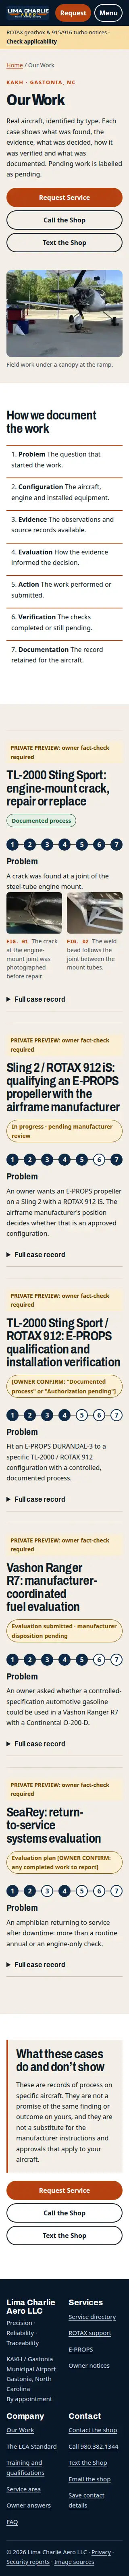 LIMA CHARLIE
Request
Menu
ROTAX gearbox & 915/916 turbo notices ·
Check applicability
Home / Our Work
KAKH · GASTONIA, NC
Our Work
Real aircraft, identified by type. Each
case shows what was found, the
evidence, what was decided, how it
was verified and what was
documented. Pending work is labelled
as pending.
Request Service
Call the Shop
Text the Shop
Field work under a canopy at the ramp.
How we document
the work
1. Problem The question that
started the work.
2. Configuration The aircraft,
engine and installed equipment.
3. Evidence The observations and
source records available.
4. Evaluation How the evidence
informed the decision.
5. Action The work performed or
submitted.
6. Verification The checks
completed or still pending.
7. Documentation The record
retained for the aircraft.
PRIVATE PREVIEW: owner fact-check
required
TL-2000 Sting Sport:
engine-mount crack,
repair or replace
Documented process
1 2 3 4 5 6 7
Problem
A crack was found at a joint of the
steel-tube engine mount.
FIG. 01 The crack
at the engine-
mount joint was
photographed
before repair.
FIG. 02 The weld
bead follows the
joint between the
mount tubes.
▶ Full case record
PRIVATE PREVIEW: owner fact-check
required
Sling 2 / ROTAX 912 iS:
qualifying an E-PROPS
propeller with the
airframe manufacturer
In progress · pending manufacturer
review
1 2 3 4 5 6 7
Problem
An owner wants an E-PROPS propeller
on a Sling 2 with a ROTAX 912 iS. The
airframe manufacturer's position
decides whether that is an approved
configuration.
▶ Full case record
PRIVATE PREVIEW: owner fact-check
required
TL-2000 Sting Sport /
ROTAX 912: E-PROPS
qualification and
installation verification
[OWNER CONFIRM: "Documented
process" or "Authorization pending"]
1 2 3 4 5 6 7
Problem
Fit an E-PROPS DURANDAL-3 to a
specific TL-2000 / ROTAX 912
configuration with a controlled,
documented process.
▶ Full case record
PRIVATE PREVIEW: owner fact-check
required
Vashon Ranger
R7: manufacturer-
coordinated
fuel evaluation
Evaluation submitted · manufacturer
disposition pending
1 2 3 4 5 6 7
Problem
An owner asked whether a controlled-
specification automotive gasoline
could be used in a Vashon Ranger R7
with a Continental O-200-D.
▶ Full case record
PRIVATE PREVIEW: owner fact-check
required
SeaRey: return-
to-service
systems evaluation
Evaluation plan [OWNER CONFIRM:
any completed work to report]
1 2 3 4 5 6 7
Problem
An amphibian returning to service
after downtime: more than a routine
annual or an engine-only check.
▶ Full case record
What these cases
do and don't show
These are records of process on
specific aircraft. They are not a
promise of the same finding or
outcome on yours, and they are
not a substitute for the
manufacturer instructions and
approvals that apply to your
aircraft.
Request Service
Call the Shop
Text the Shop
Lima Charlie
Aero LLC
Precision ·
Reliability ·
Traceability
KAKH / Gastonia
Municipal Airport
Gastonia, North
Carolina
By appointment
Services
Service directory
ROTAX support
E-PROPS
Owner notices
Company
Our Work
The LCA Standard
Training and
qualifications
Service area
Owner answers
FAQ
Contact
Contact the shop
Call 980.382.1344
Text the Shop
Email the shop
Save contact
details
© 2026 Lima Charlie Aero LLC · Privacy ·
Security reports · Image sources